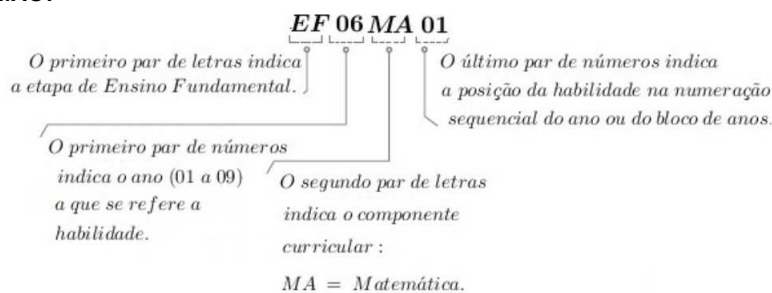 EF 06 MA 01
O primeiro par de letras indica
a etapa de Ensino Fundamental.
O último par de números indica
a posição da habilidade na numeração
sequencial do ano ou do bloco de anos.
O primeiro par de números
indica o ano (01 a 09)
a que se refere a
habilidade.
O segundo par de letras
indica o componente
curricular :
MA = Matemática.